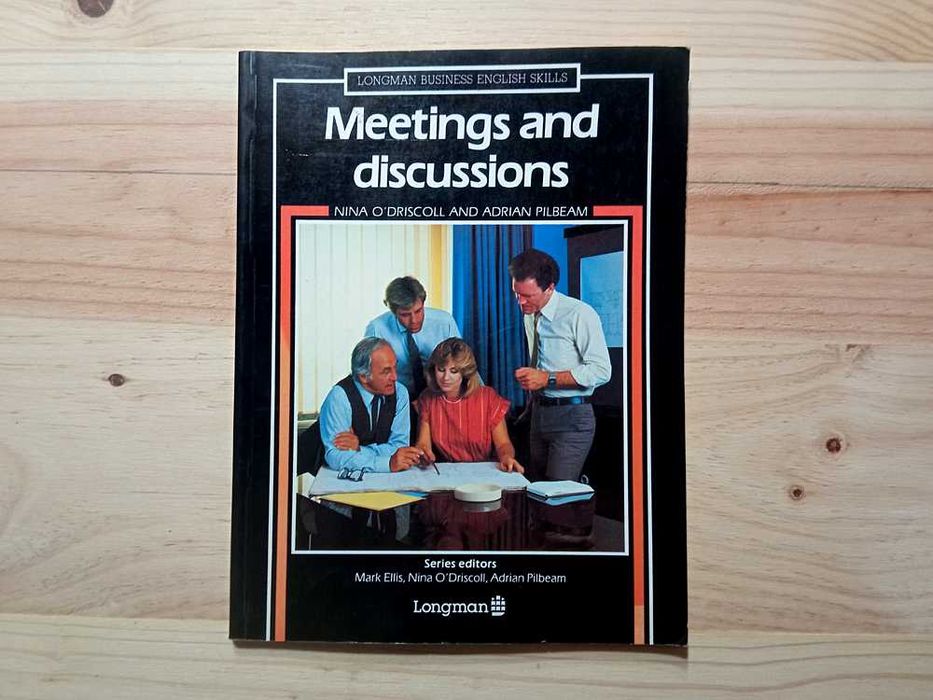 LONGMAN BUSINESS ENGLISH SKILLS
Meetings and
discussions
NINA O'DRISCOLL AND ADRIAN PILBEAM
Series editors
Mark Ellis, Nina O'Driscoll, Adrian Pilbeam
Longman